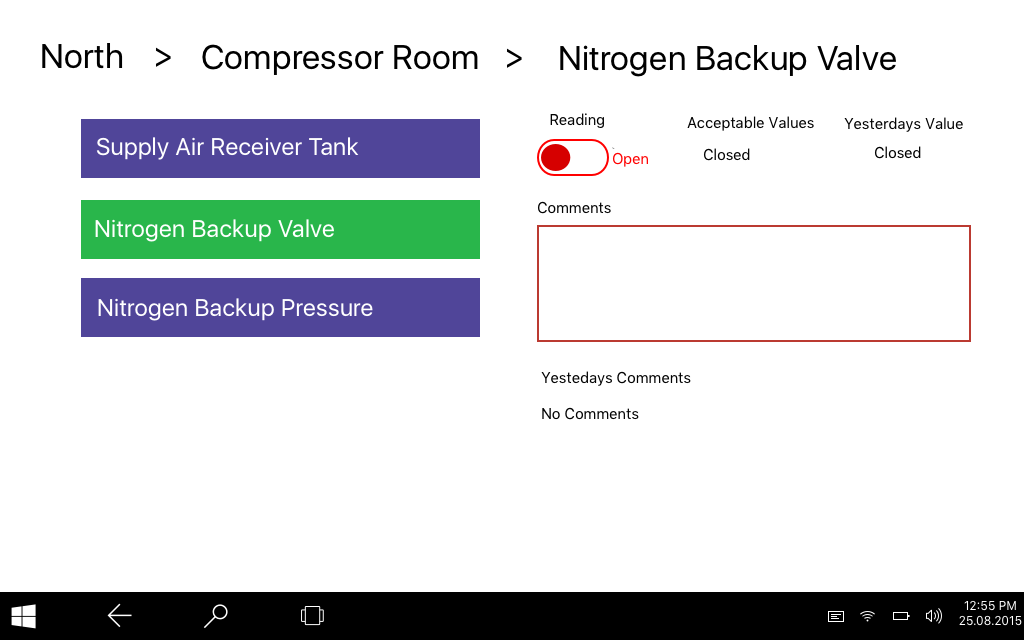 North > Compressor Room > Nitrogen Backup Valve
Supply Air Receiver Tank
Nitrogen Backup Valve
Nitrogen Backup Pressure
Reading
Open
Acceptable Values
Closed
Yesterdays Value
Closed
Comments
Yestedays Comments
No Comments
12:55 PM
25.08.2015